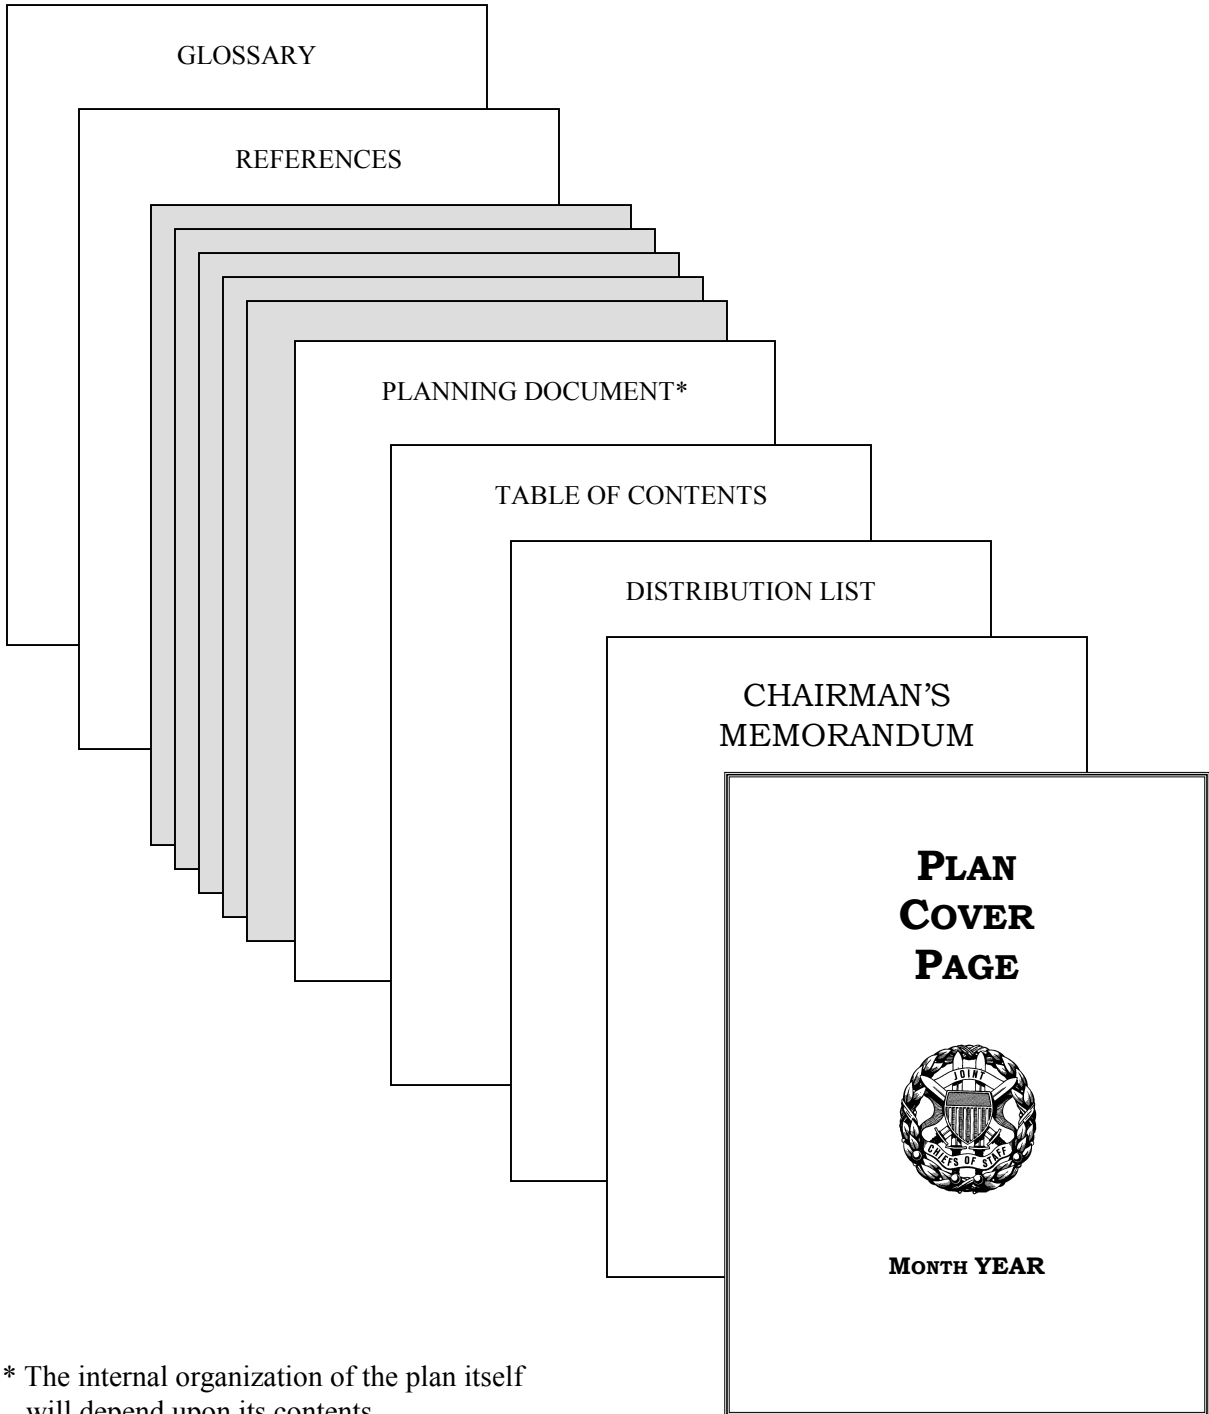 GLOSSARY
REFERENCES
PLANNING DOCUMENT*
TABLE OF CONTENTS
DISTRIBUTION LIST
CHAIRMAN'S
MEMORANDUM
PLAN
COVER
PAGE
JOINT
CHIEFS OF STAFF
MONTH YEAR
* The internal organization of the plan itself
will depend upon its contents